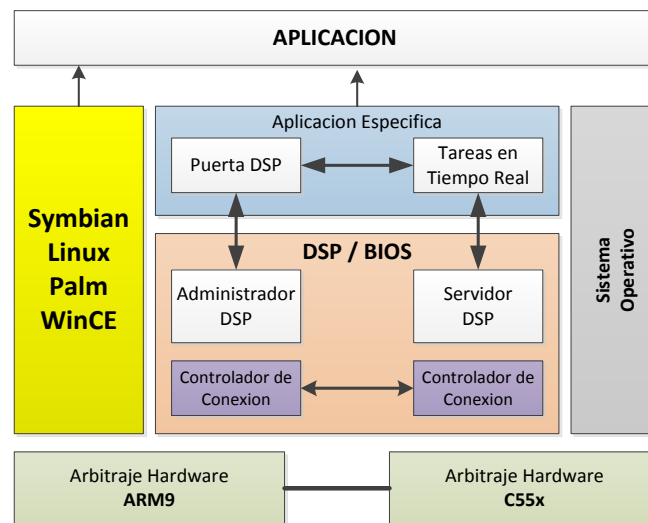 APLICACION
Symbian
Linux
Palm
WinCE
Aplicacion Especifica
Puerta DSP
Tareas en
Tiempo Real
DSP / BIOS
Administrador
DSP
Servidor
DSP
Controlador de
Conexion
Controlador de
Conexion
Sistema
Operativo
Arbitraje Hardware
ARM9
Arbitraje Hardware
C55x